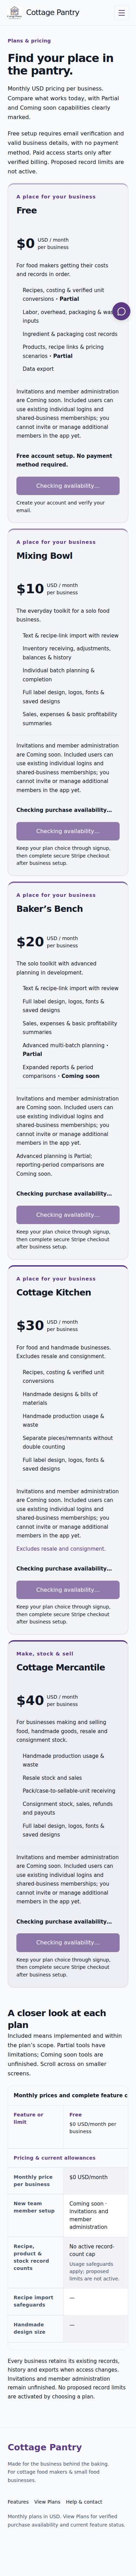 Cottage Pantry
Plans & pricing
Find your place in
the pantry.
Monthly USD pricing per business.
Compare what works today, with Partial
and Coming soon capabilities clearly
marked.
Free setup requires email verification and
valid business details, with no payment
method. Paid access starts only after
verified billing. Proposed record limits are
not active.
A place for your business
Free
$0 USD / month
per business
For food makers getting their costs
and records in order.
Recipes, costing & verified unit
conversions · Partial
Labor, overhead, packaging & waste
inputs
Ingredient & packaging cost records
Products, recipe links & pricing
scenarios · Partial
Data export
Invitations and member administration
are Coming soon. Included users can
use existing individual logins and
shared-business memberships; you
cannot invite or manage additional
members in the app yet.
Free account setup. No payment
method required.
Checking availability…
Create your account and verify your
email.
A place for your business
Mixing Bowl
$10 USD / month
per business
The everyday toolkit for a solo food
business.
Text & recipe-link import with review
Inventory receiving, adjustments,
balances & history
Individual batch planning &
completion
Full label design, logos, fonts &
saved designs
Sales, expenses & basic profitability
summaries
Invitations and member administration
are Coming soon. Included users can
use existing individual logins and
shared-business memberships; you
cannot invite or manage additional
members in the app yet.
Checking purchase availability…
Checking availability…
Keep your plan choice through signup,
then complete secure Stripe checkout
after business setup.
A place for your business
Baker's Bench
$20 USD / month
per business
The solo toolkit with advanced
planning in development.
Text & recipe-link import with review
Full label design, logos, fonts &
saved designs
Sales, expenses & basic profitability
summaries
Advanced multi-batch planning ·
Partial
Expanded reports & period
comparisons · Coming soon
Invitations and member administration
are Coming soon. Included users can
use existing individual logins and
shared-business memberships; you
cannot invite or manage additional
members in the app yet.
Advanced planning is Partial;
reporting-period comparisons are
Coming soon.
Checking purchase availability…
Checking availability…
Keep your plan choice through signup,
then complete secure Stripe checkout
after business setup.
A place for your business
Cottage Kitchen
$30 USD / month
per business
For food and handmade businesses.
Excludes resale and consignment.
Recipes, costing & verified unit
conversions
Handmade designs & bills of
materials
Handmade production usage &
waste
Separate pieces/remnants without
double counting
Full label design, logos, fonts &
saved designs
Invitations and member administration
are Coming soon. Included users can
use existing individual logins and
shared-business memberships; you
cannot invite or manage additional
members in the app yet.
Excludes resale and consignment.
Checking purchase availability…
Checking availability…
Keep your plan choice through signup,
then complete secure Stripe checkout
after business setup.
Make, stock & sell
Cottage Mercantile
$40 USD / month
per business
For businesses making and selling
food, handmade goods, resale and
consignment stock.
Handmade production usage &
waste
Resale stock and sales
Pack/case-to-sellable-unit receiving
Consignment stock, sales, refunds
and payouts
Full label design, logos, fonts &
saved designs
Invitations and member administration
are Coming soon. Included users can
use existing individual logins and
shared-business memberships; you
cannot invite or manage additional
members in the app yet.
Checking purchase availability…
Checking availability…
Keep your plan choice through signup,
then complete secure Stripe checkout
after business setup.
A closer look at each
plan
Included means implemented and within
the plan's scope. Partial tools have
limitations; Coming soon tools are
unfinished. Scroll across on smaller
screens.
Monthly prices and complete feature c
Feature or
limit
Free
$0 USD/month per
business
Pricing & current allowances
Monthly price
per business
$0 USD/month
New team
member setup
Coming soon ·
invitations and
member
administration
Recipe,
product &
stock record
counts
No active record-
count cap
Usage safeguards
apply; proposed
limits are not active.
Recipe import
safeguards
—
Handmade
design size
—
Every business retains its existing records,
history and exports when access changes.
Invitations and member administration
remain unfinished. No proposed record limits
are activated by choosing a plan.
Cottage Pantry
Made for the business behind the baking.
For cottage food makers & small food
businesses.
Features View Plans Help & contact
Monthly plans in USD. View Plans for verified
purchase availability and current feature status.